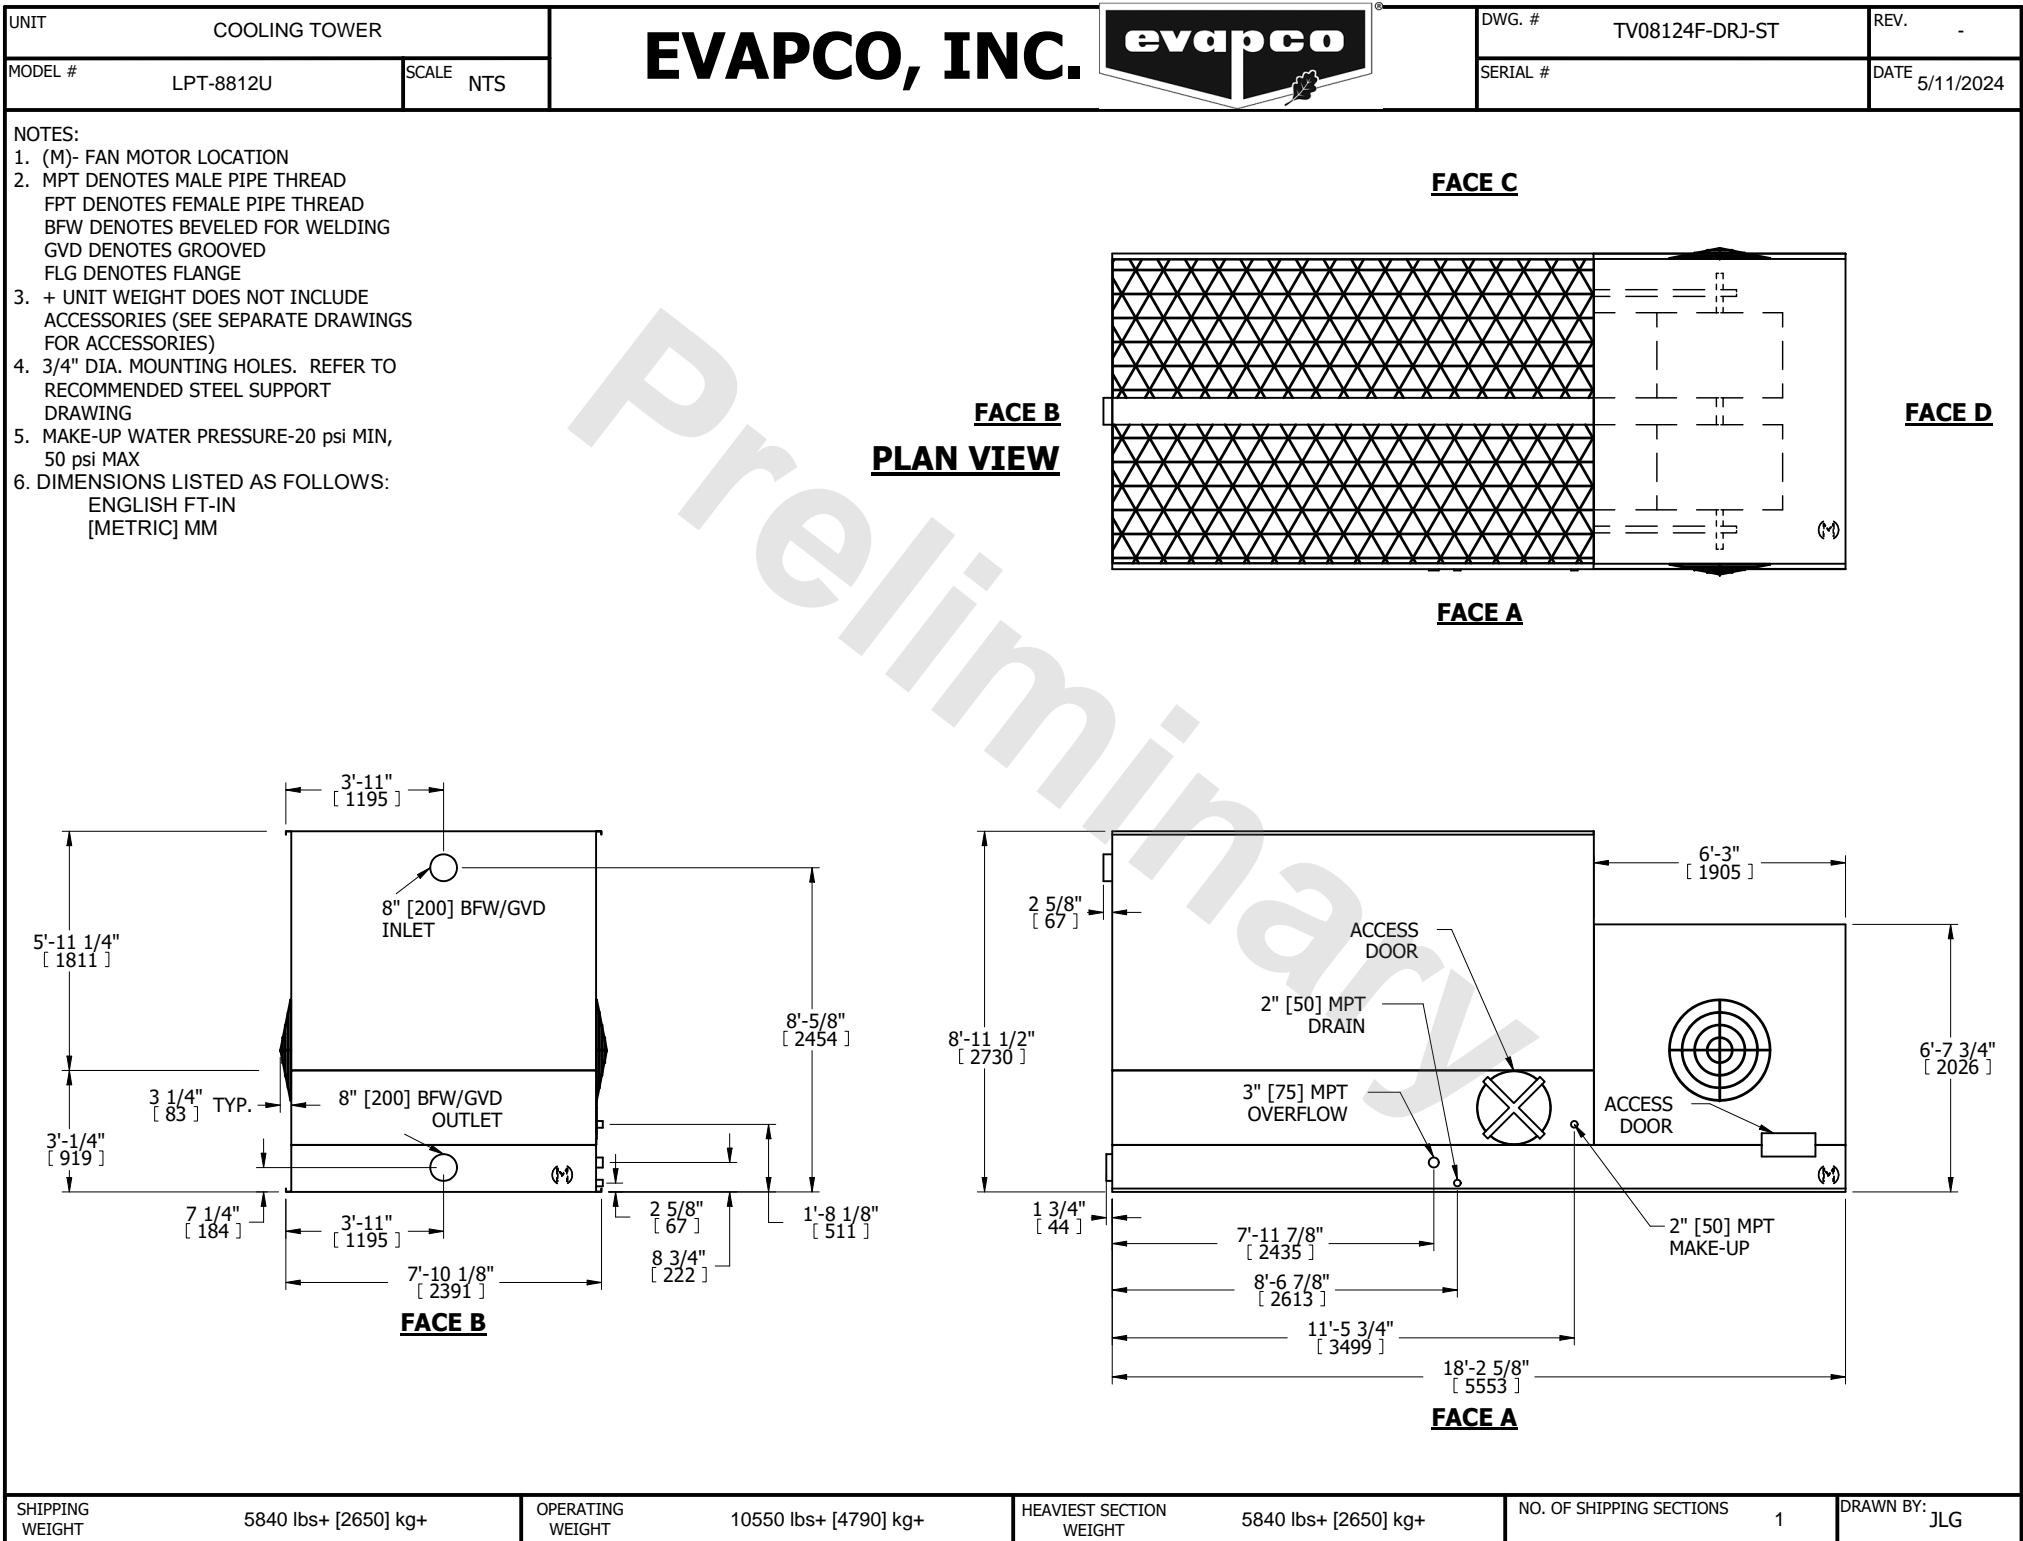 UNIT
COOLING TOWER
MODEL #
LPT-8812U
SCALE
NTS
EVAPCO, INC.
evapco
®
DWG. #
TV08124F-DRJ-ST
REV.
-
SERIAL #
DATE
5/11/2024
NOTES:
1. (M)- FAN MOTOR LOCATION
2. MPT DENOTES MALE PIPE THREAD
FPT DENOTES FEMALE PIPE THREAD
BFW DENOTES BEVELED FOR WELDING
GVD DENOTES GROOVED
FLG DENOTES FLANGE
3. + UNIT WEIGHT DOES NOT INCLUDE
ACCESSORIES (SEE SEPARATE DRAWINGS
FOR ACCESSORIES)
4. 3/4" DIA. MOUNTING HOLES. REFER TO
RECOMMENDED STEEL SUPPORT
DRAWING
5. MAKE-UP WATER PRESSURE-20 psi MIN,
50 psi MAX
6. DIMENSIONS LISTED AS FOLLOWS:
ENGLISH FT-IN
[METRIC] MM
FACE C
FACE B
PLAN VIEW
FACE D
(M)
FACE A
Preliminary
3'-11"
[ 1195 ]
8" [200] BFW/GVD
INLET
5'-11 1/4"
[ 1811 ]
8'-5/8"
[ 2454 ]
3 1/4"
[ 83 ]
TYP.
8" [200] BFW/GVD
OUTLET
3'-1/4"
[ 919 ]
(M)
7 1/4"
[ 184 ]
3'-11"
[ 1195 ]
2 5/8"
[ 67 ]
1'-8 1/8"
[ 511 ]
8 3/4"
[ 222 ]
7'-10 1/8"
[ 2391 ]
FACE B
6'-3"
[ 1905 ]
2 5/8"
[ 67 ]
ACCESS
DOOR
2" [50] MPT
DRAIN
8'-11 1/2"
[ 2730 ]
6'-7 3/4"
[ 2026 ]
3" [75] MPT
OVERFLOW
ACCESS
DOOR
(M)
1 3/4"
[ 44 ]
2" [50] MPT
MAKE-UP
7'-11 7/8"
[ 2435 ]
8'-6 7/8"
[ 2613 ]
11'-5 3/4"
[ 3499 ]
18'-2 5/8"
[ 5553 ]
FACE A
SHIPPING
WEIGHT
5840 lbs+ [2650] kg+
OPERATING
WEIGHT
10550 lbs+ [4790] kg+
HEAVIEST SECTION
WEIGHT
5840 lbs+ [2650] kg+
NO. OF SHIPPING SECTIONS
1
DRAWN BY:
JLG